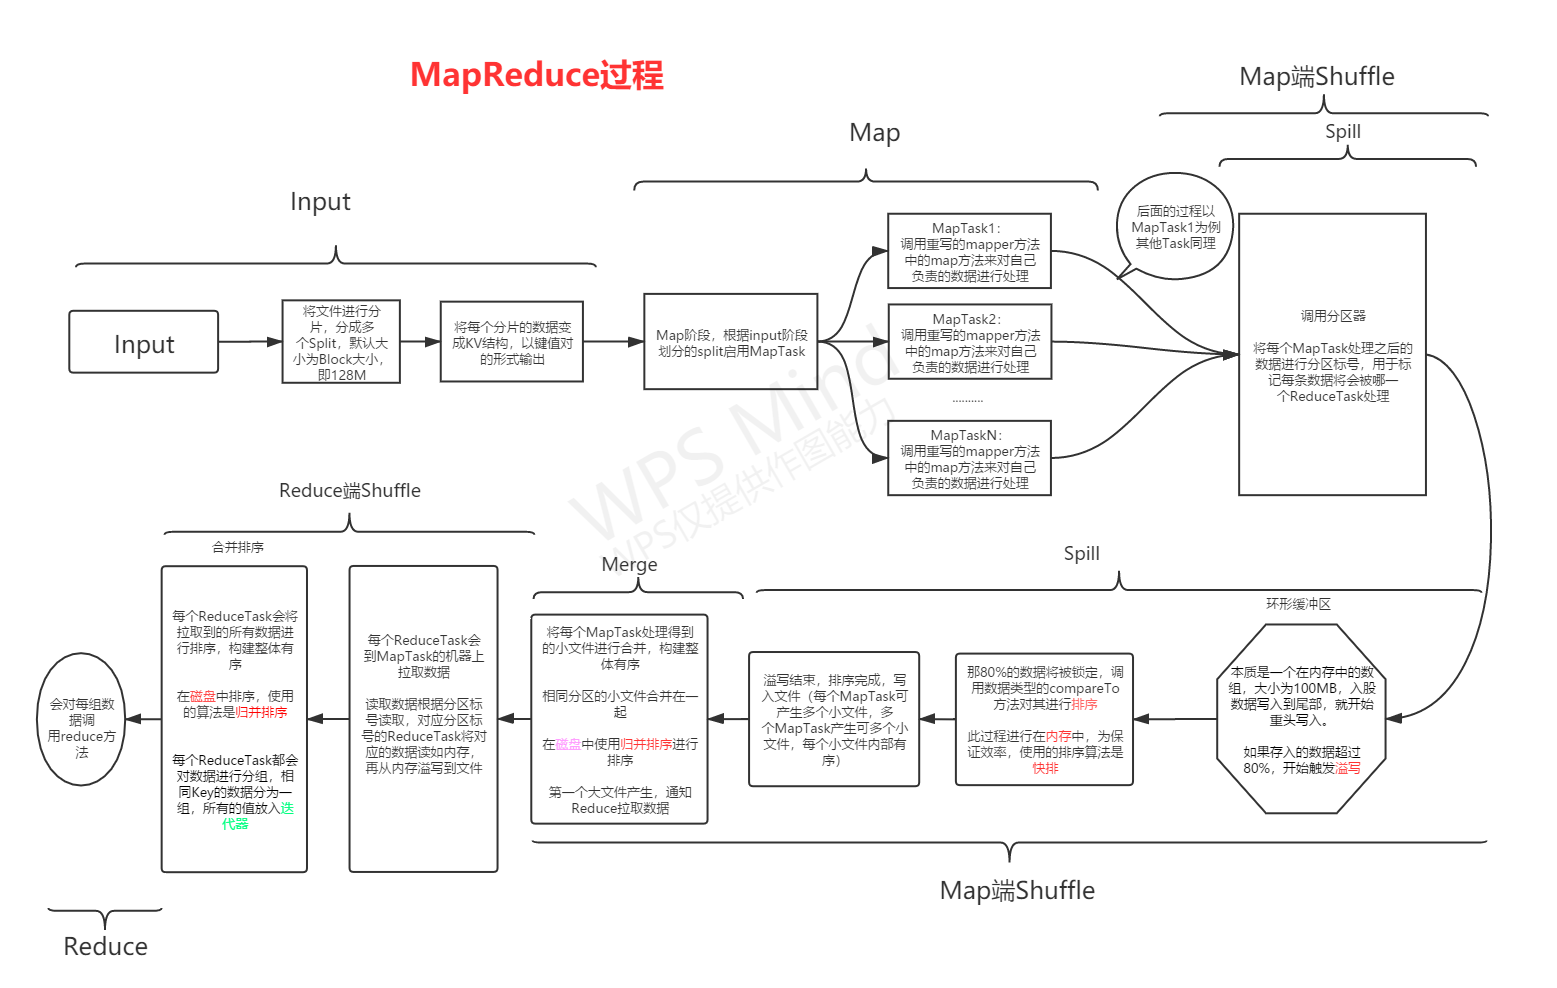 MapReduce过程
Input
Input
将文件进行分
片，分成多
个Split，默认大
小为Block大小，
即128M
将每个分片的数据变
成KV结构，以键值对
的形式输出
Map
Map阶段，根据input阶段
划分的split启用MapTask
MapTask1：
调用重写的mapper方法
中的map方法来对自己
负责的数据进行处理
MapTask2：
调用重写的mapper方法
中的map方法来对自己
负责的数据进行处理
..........
MapTaskN：
调用重写的mapper方法
中的map方法来对自己
负责的数据进行处理
后面的过程以
MapTask1为例
其他Task同理
Map端Shuffle
Spill
调用分区器
将每个MapTask处理之后的
数据进行分区标号，用于标
记每条数据将会被哪一
个ReduceTask处理
Spill
环形缓冲区
本质是一个在内存中的数
组，大小为100MB，入股
数据写入到尾部，就开始
重头写入。
如果存入的数据超过
80%，开始触发溢写
那80%的数据将被锁定，调
用数据类型的compareTo
方法对其进行排序
此过程进行在内存中，为保
证效率，使用的排序算法是
快排
溢写结束，排序完成，写
入文件（每个MapTask可
产生多个小文件，多
个MapTask产生可多个小
文件，每个小文件内部有
序）
Merge
将每个MapTask处理得到
的小文件进行合并，构建整
体有序
相同分区的小文件合并在一
起
在磁盘中使用归并排序进行
排序
第一个大文件产生，通知
Reduce拉取数据
Map端Shuffle
Reduce端Shuffle
每个ReduceTask会
到MapTask的机器上
拉取数据
读取数据根据分区标
号读取，对应分区标
号的ReduceTask将对
应的数据读如内存，
再从内存溢写到文件
合并排序
每个ReduceTask会将
拉取到的所有数据进
行排序，构建整体有
序
在磁盘中排序，使用
的算法是归并排序
每个ReduceTask都会
对数据进行分组，相
同Key的数据分为一
组，所有的值放入迭
代器
会对每组数
据调
用reduce方
法
Reduce
WPS Mind
WPS仅提供作图能力